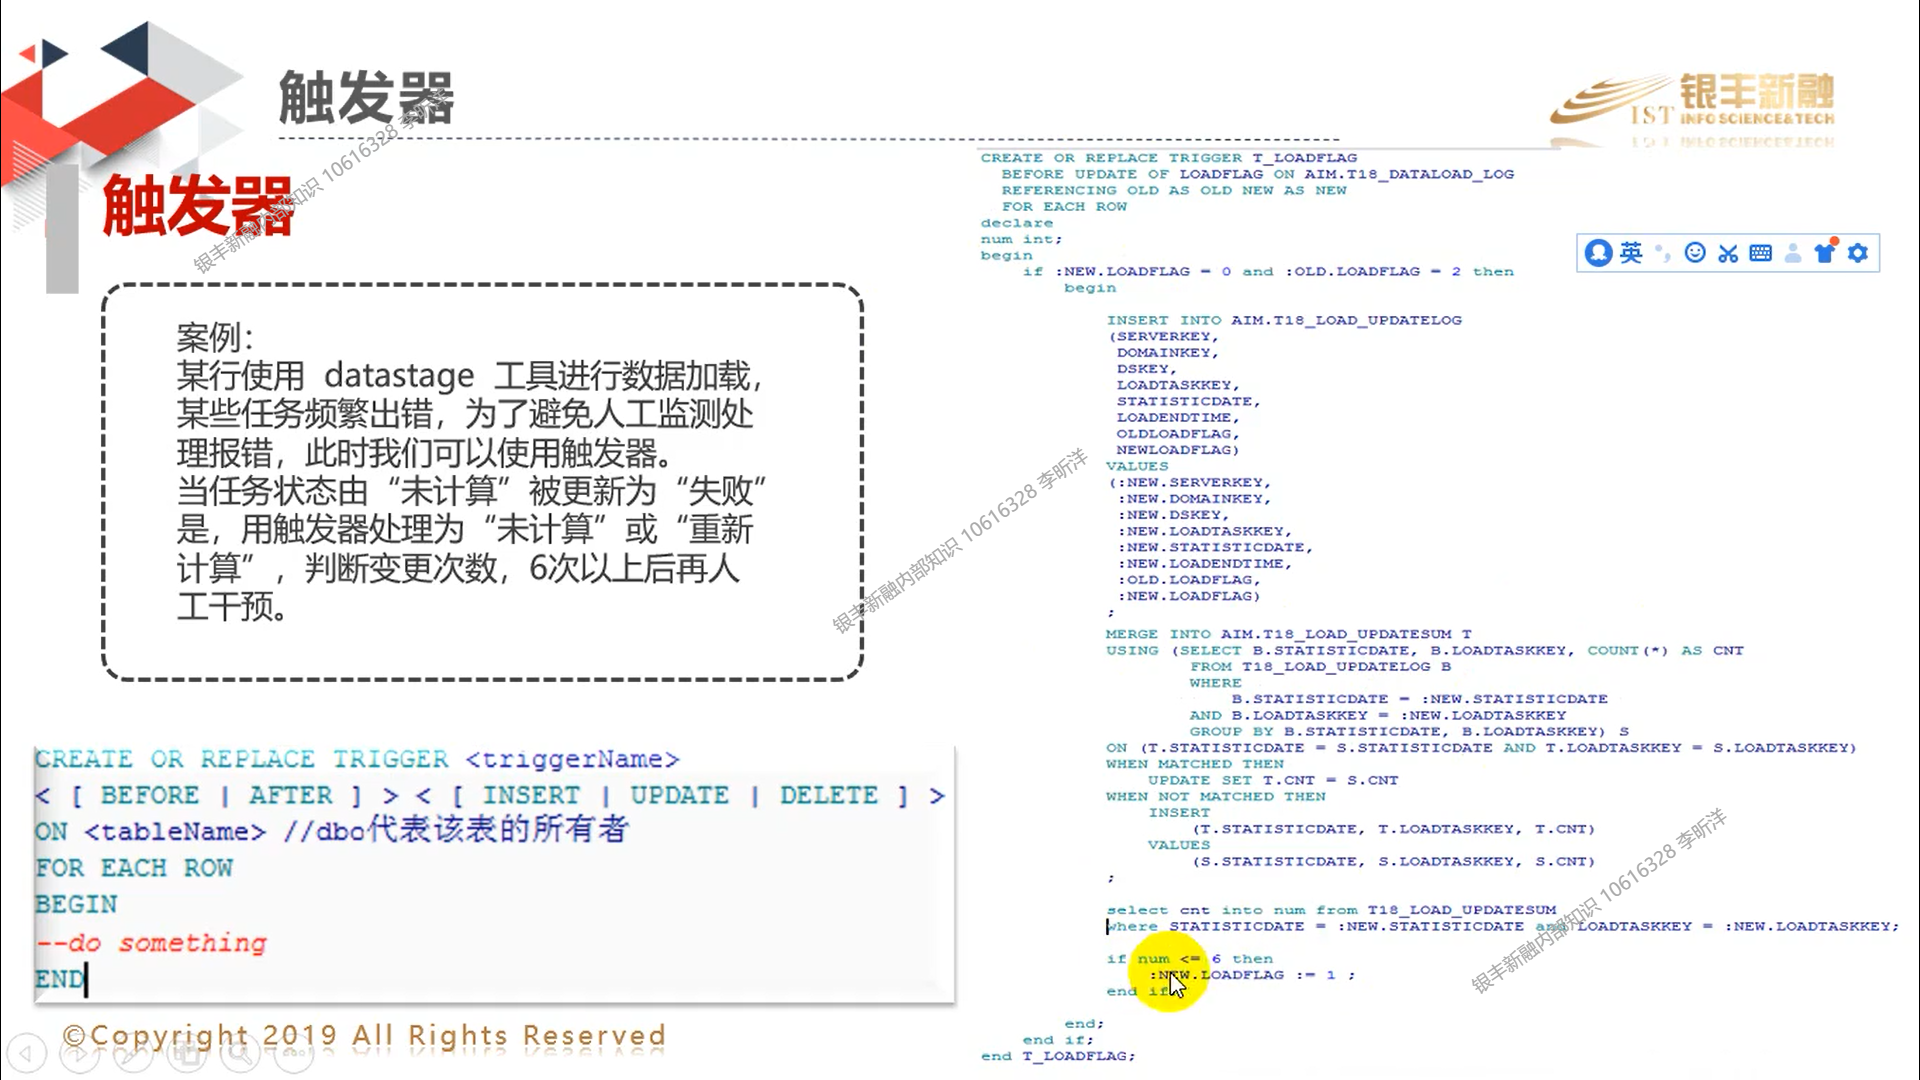 触发器
银丰新融
IST INFO SCIENCE&TECH
触发器
案例：
某行使用 datastage 工具进行数据加载，
某些任务频繁出错，为了避免人工监测处
理报错，此时我们可以使用触发器。
当任务状态由“未计算”被更新为“失败”
是，用触发器处理为“未计算”或“重新
计算”，判断变更次数，6次以上后再人
工干预。
CREATE OR REPLACE TRIGGER <triggerName>
< [ BEFORE | AFTER ] > < [ INSERT | UPDATE | DELETE ] >
ON <tableName> //dbo代表该表的所有者
FOR EACH ROW
BEGIN
--do something
END
©Copyright 2019 All Rights Reserved
CREATE OR REPLACE TRIGGER T_LOADFLAG
BEFORE UPDATE OF LOADFLAG ON AIM.T18_DATALOAD_LOG
REFERENCING OLD AS OLD NEW AS NEW
FOR EACH ROW
declare
num int;
begin
if :NEW.LOADFLAG = 0 and :OLD.LOADFLAG = 2 then
begin
INSERT INTO AIM.T18_LOAD_UPDATELOG
(SERVERKEY,
DOMAINKEY,
DSKEY,
LOADTASKKEY,
STATISTICDATE,
LOADENDTIME,
OLDLOADFLAG,
NEWLOADFLAG)
VALUES
(:NEW.SERVERKEY,
:NEW.DOMAINKEY,
:NEW.DSKEY,
:NEW.LOADTASKKEY,
:NEW.STATISTICDATE,
:NEW.LOADENDTIME,
:OLD.LOADFLAG,
:NEW.LOADFLAG)
;
MERGE INTO AIM.T18_LOAD_UPDATESUM T
USING (SELECT B.STATISTICDATE, B.LOADTASKKEY, COUNT(*) AS CNT
FROM T18_LOAD_UPDATELOG B
WHERE
B.STATISTICDATE = :NEW.STATISTICDATE
AND B.LOADTASKKEY = :NEW.LOADTASKKEY
GROUP BY B.STATISTICDATE, B.LOADTASKKEY) S
ON (T.STATISTICDATE = S.STATISTICDATE AND T.LOADTASKKEY = S.LOADTASKKEY)
WHEN MATCHED THEN
UPDATE SET T.CNT = S.CNT
WHEN NOT MATCHED THEN
INSERT
(T.STATISTICDATE, T.LOADTASKKEY, T.CNT)
VALUES
(S.STATISTICDATE, S.LOADTASKKEY, S.CNT)
;
select cnt into num from T18_LOAD_UPDATESUM
where STATISTICDATE = :NEW.STATISTICDATE and LOADTASKKEY = :NEW.LOADTASKKEY;
if num <= 6 then
:NEW.LOADFLAG := 1 ;
end if
end;
end if;
end T_LOADFLAG;
英
银丰新融内部知识 10616328 李昕洋
银丰新融内部知识 10616328 李昕洋
银丰新融内部知识 10616328 李昕洋